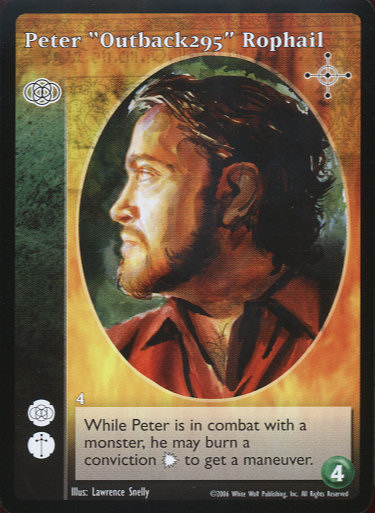 Peter "Outback295" Rophail
4
While Peter is in combat with a
monster, he may burn a
conviction to get a maneuver.
4
Illus: Lawrence Snelly
©2006 White Wolf Publishing, Inc. All Rights Reserved